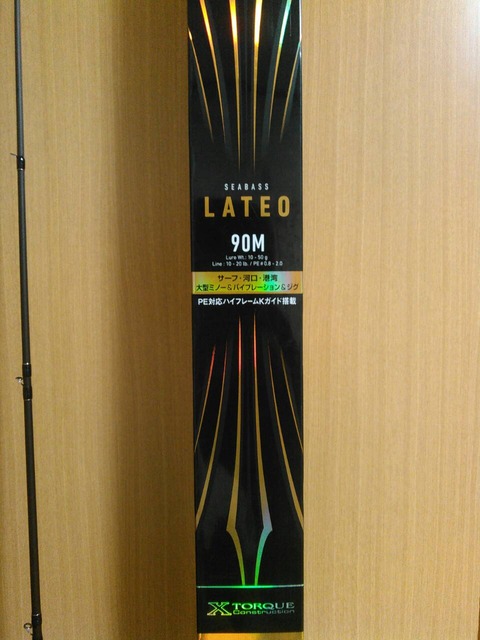 SEABASS
LATEO
90M
Lure Wt.: 10 - 50 g
Line : 10 - 20 lb. / PE # 0.8 - 2.0
サーフ・河口・港湾
大型ミノー&バイブレーション&ジグ
PE対応ハイフレームKガイド搭載
X TORQUE
Construction